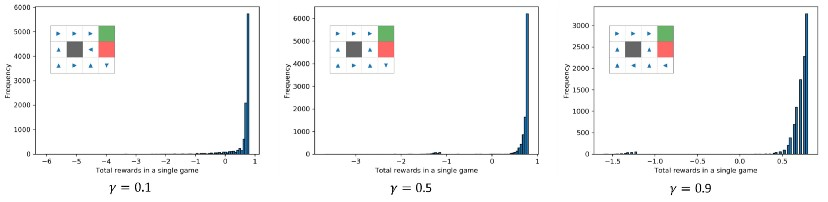 6000
5000
4000
3000
2000
1000
0
Frequency
−6 −5 −4 −3 −2 −1 0 1
Total rewards in a single game
γ = 0.1
6000
5000
4000
3000
2000
1000
0
Frequency
−3 −2 −1 0 1
Total rewards in a single game
γ = 0.5
3000
2500
2000
1500
1000
500
0
Frequency
−1.5 −1.0 −0.5 0.0 0.5
Total rewards in a single game
γ = 0.9